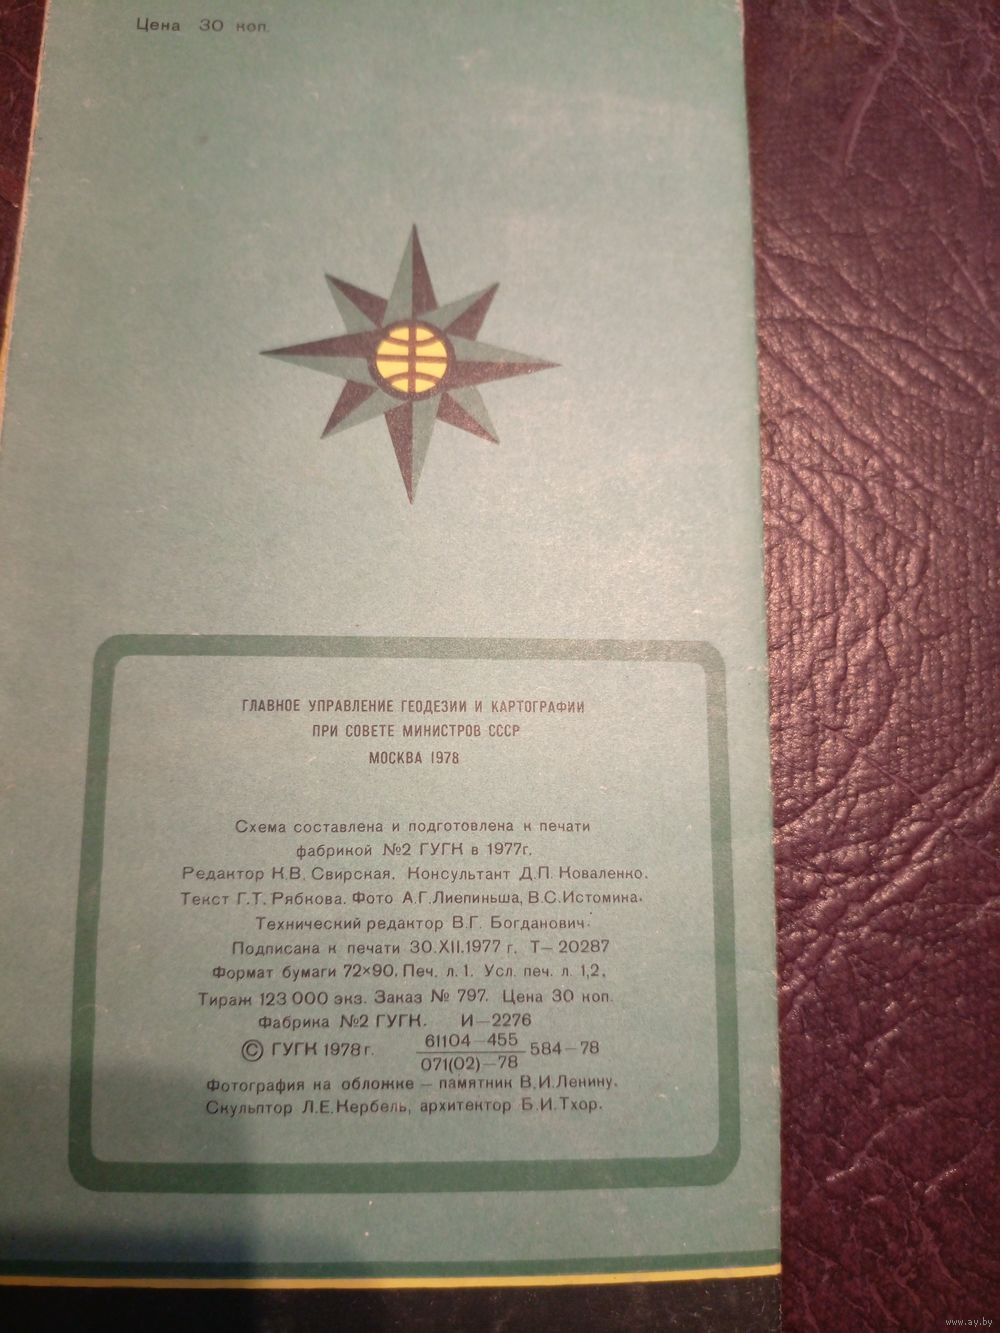 Цена 30 коп.
ГЛАВНОЕ УПРАВЛЕНИЕ ГЕОДЕЗИИ И КАРТОГРАФИИ
ПРИ СОВЕТЕ МИНИСТРОВ СССР
МОСКВА 1978
Схема составлена и подготовлена к печати
фабрикой №2 ГУГК в 1977г.
Редактор К.В. Свирская. Консультант Д.П. Коваленко.
Текст Г.Т. Рябкова. Фото А.Г. Лиепиньша, В.С. Истомина.
Технический редактор В.Г. Богданович.
Подписана к печати 30.XII.1977 г. Т—20287
Формат бумаги 72×90. Печ. л. 1. Усл. печ. л. 1,2.
Тираж 123 000 экз. Заказ № 797. Цена 30 коп.
Фабрика №2 ГУГК. И—2276
© ГУГК 1978 г. 61104—455
071(02)—78 584—78
Фотография на обложке — памятник В.И. Ленину.
Скульптор Л.Е. Кербель, архитектор Б.И. Тхор.
www.ay.by